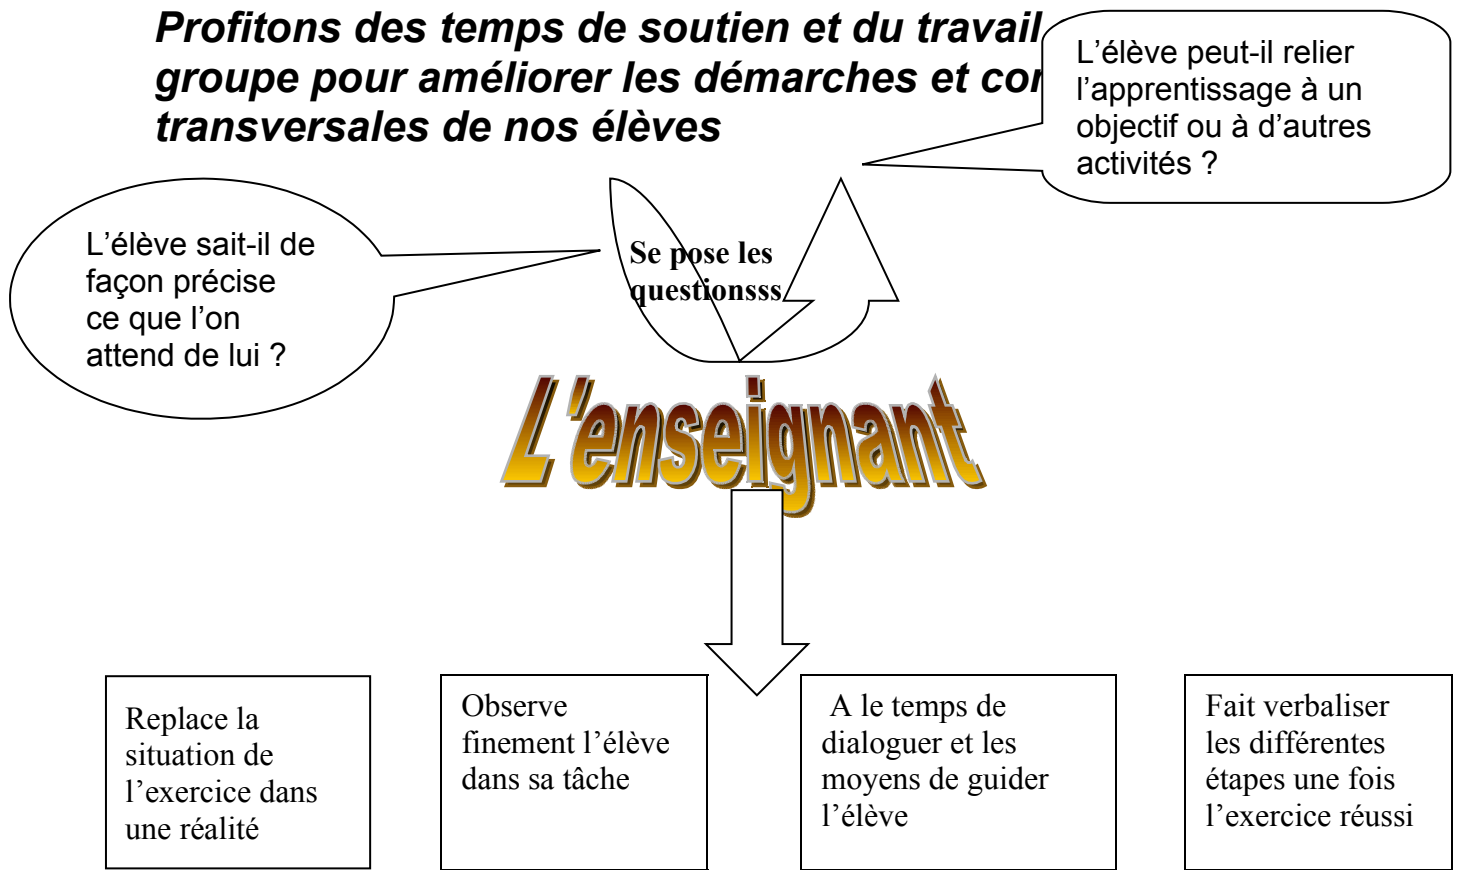 Profitons des temps de soutien et du travail
groupe pour améliorer les démarches et
transversales de nos élèves
L’élève peut-il relier
l’apprentissage à un
objectif ou à d’autres
activités ?
L’élève sait-il de
façon précise
ce que l’on
attend de lui ?
Se pose les
questionsss
L'enseignant
Replace la
situation de
l’exercice dans
une réalité
Observe
finement l’élève
dans sa tâche
A le temps de
dialoguer et les
moyens de guider
l’élève
Fait verbaliser
les différentes
étapes une fois
l’exercice réussi